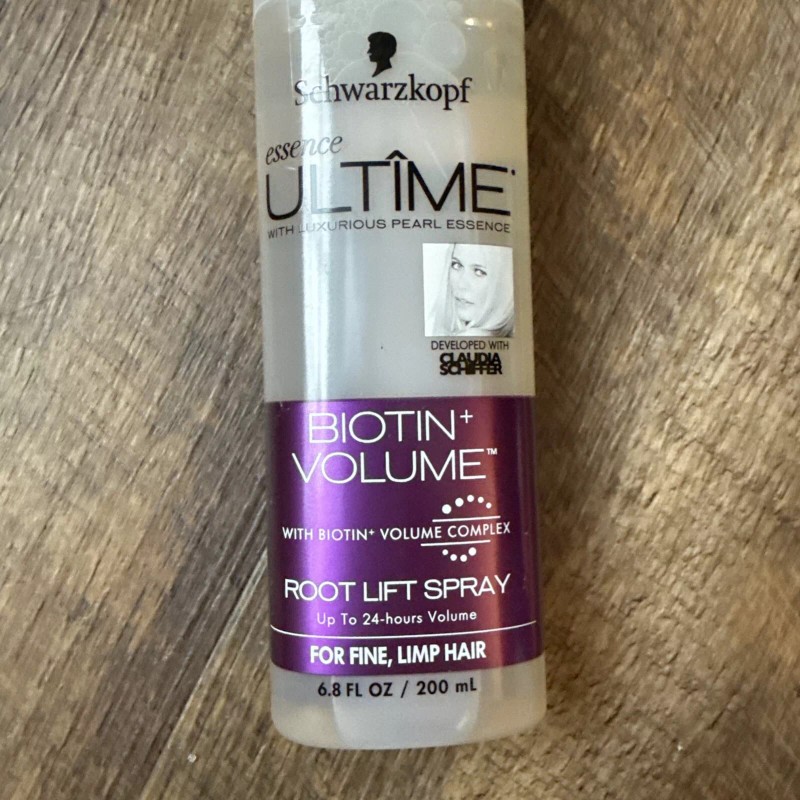 Schwarzkopf
essence
ULTÎME*
WITH LUXURIOUS PEARL ESSENCE
DEVELOPED WITH
CLAUDIA
SCHIFFER
BIOTIN+
VOLUME™
WITH BIOTIN+ VOLUME COMPLEX
ROOT LIFT SPRAY
Up To 24-hours Volume
FOR FINE, LIMP HAIR
6.8 FL OZ / 200 mL